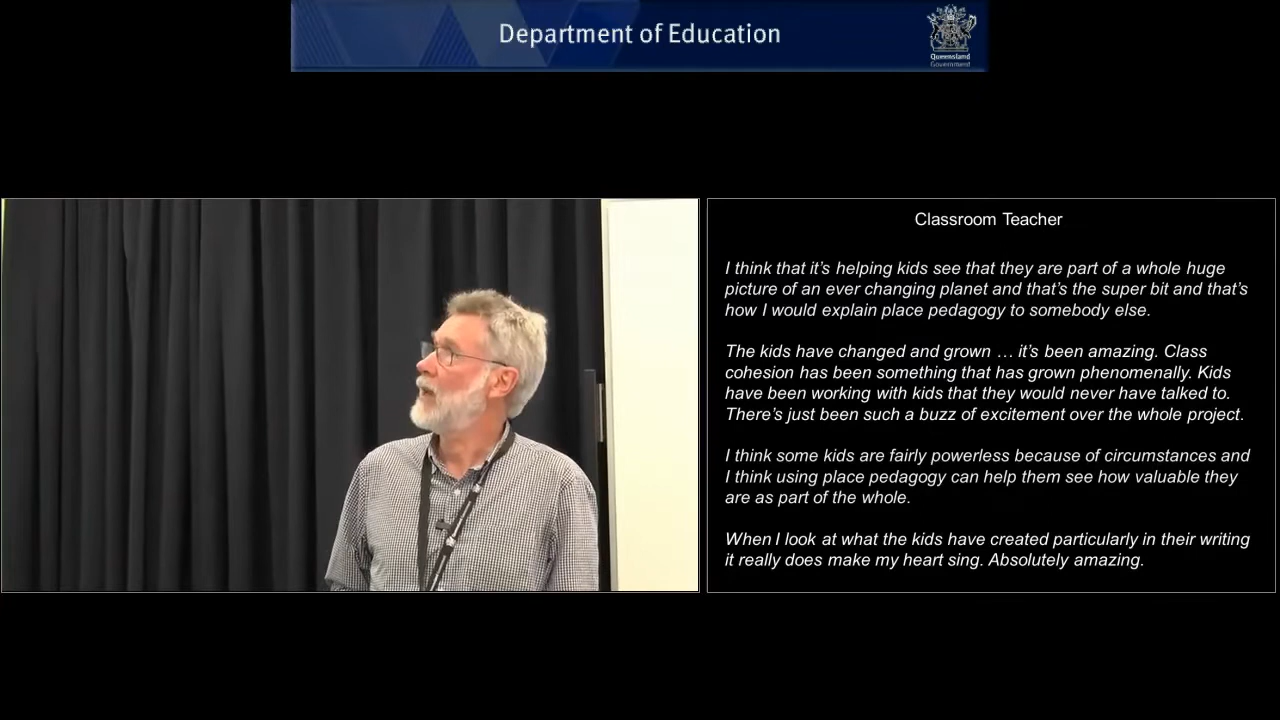 Department of Education
Queensland
Government
Classroom Teacher
I think that it’s helping kids see that they are part of a whole huge
picture of an ever changing planet and that’s the super bit and that’s
how I would explain place pedagogy to somebody else.
The kids have changed and grown … it’s been amazing. Class
cohesion has been something that has grown phenomenally. Kids
have been working with kids that they would never have talked to.
There’s just been such a buzz of excitement over the whole project.
I think some kids are fairly powerless because of circumstances and
I think using place pedagogy can help them see how valuable they
are as part of the whole.
When I look at what the kids have created particularly in their writing
it really does make my heart sing. Absolutely amazing.